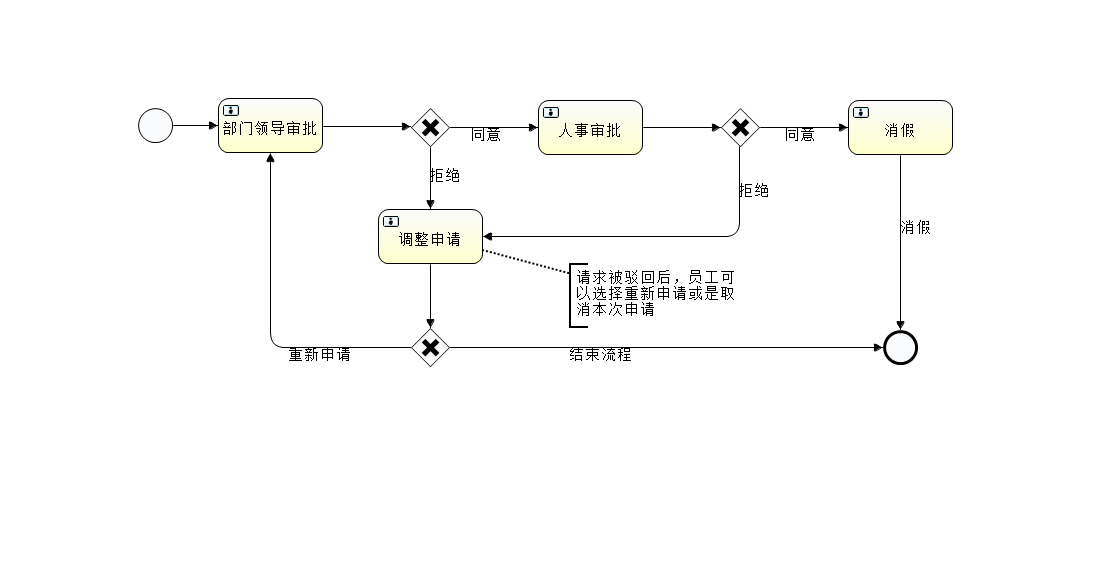 部门领导审批
同意
人事审批
同意
消假
拒绝
拒绝
调整申请
消假
请求被驳回后，员工可
以选择重新申请或是取
消本次申请
重新申请
结束流程